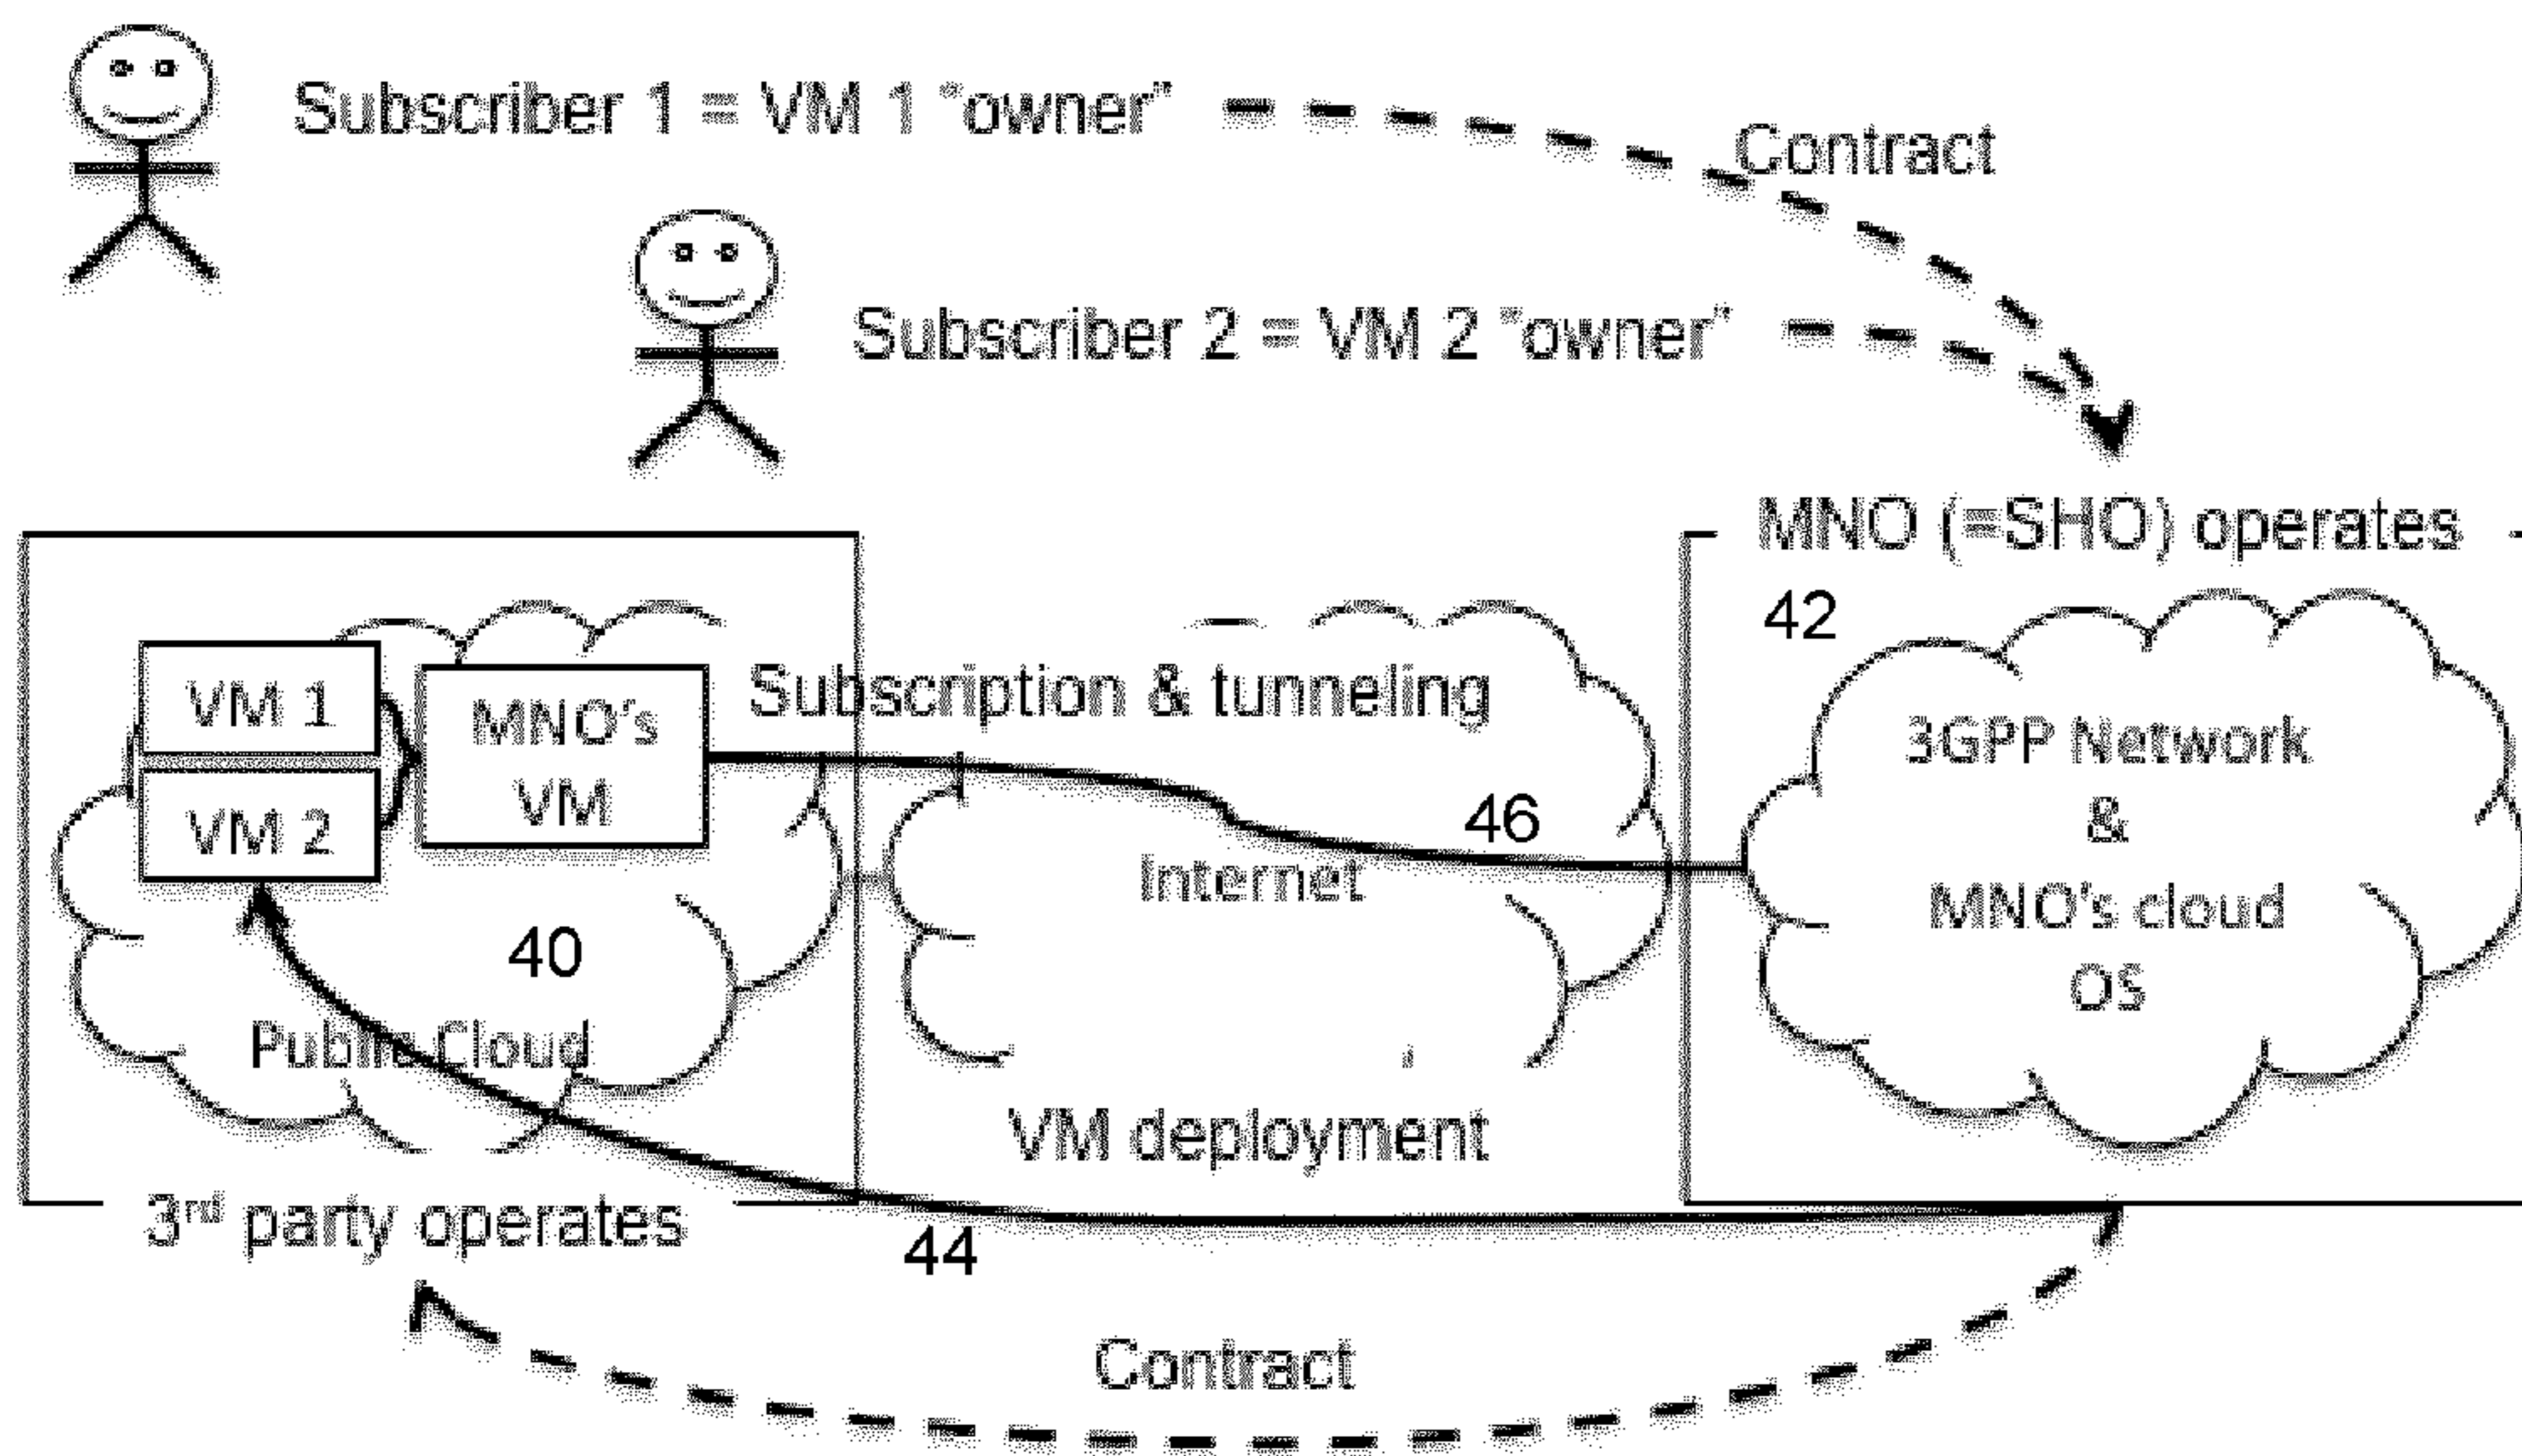 Subscriber 1 = VM 1 "owner"
Contract
Subscriber 2 = VM 2 "owner"
MNO (=SHO) operates
42
VM 1
VM 2
MNO's
VM
Subscription & tunneling
46
Internet
3GPP Network
&
MNO's cloud
OS
40
Public Cloud
VM deployment
3rd party operates
44
Contract